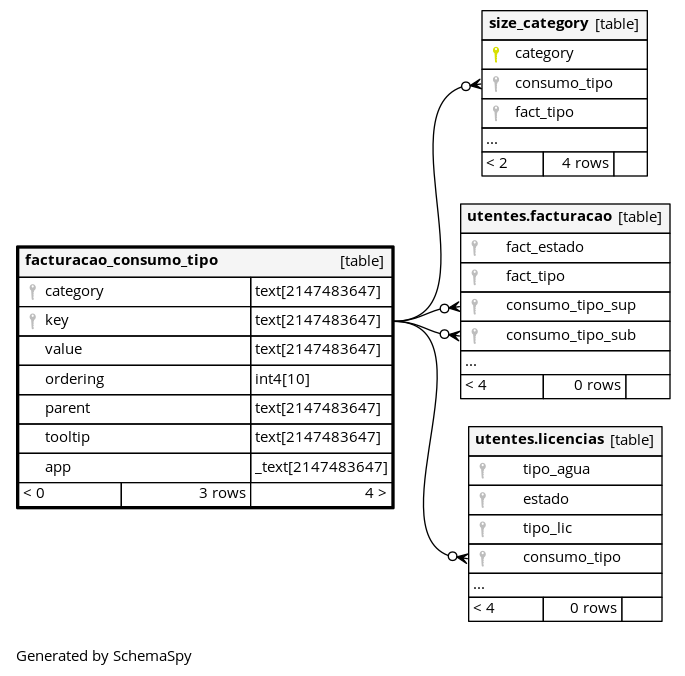 size_category [table]
category
consumo_tipo
fact_tipo
...
< 2 4 rows
utentes.facturacao [table]
fact_estado
fact_tipo
consumo_tipo_sup
consumo_tipo_sub
...
< 4 0 rows
facturacao_consumo_tipo [table]
category text[2147483647]
key text[2147483647]
value text[2147483647]
ordering int4[10]
parent text[2147483647]
tooltip text[2147483647]
app _text[2147483647]
< 0 3 rows 4 >
utentes.licencias [table]
tipo_agua
estado
tipo_lic
consumo_tipo
...
< 4 0 rows
Generated by SchemaSpy